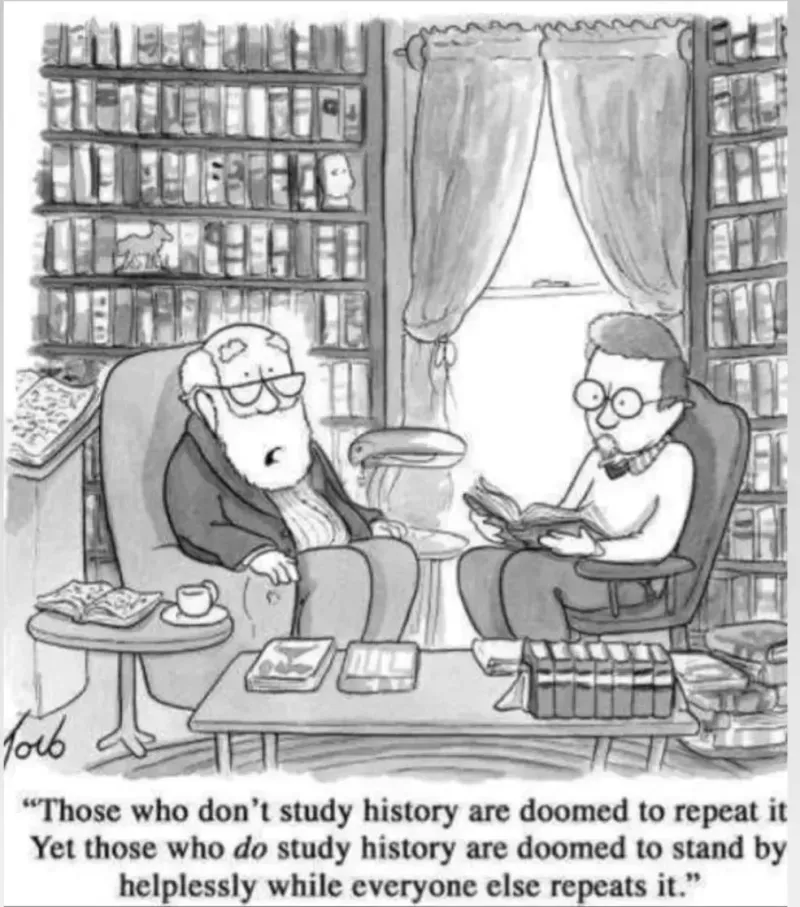 “Those who don’t study history are doomed to repeat it
Yet those who do study history are doomed to stand by
helplessly while everyone else repeats it.”